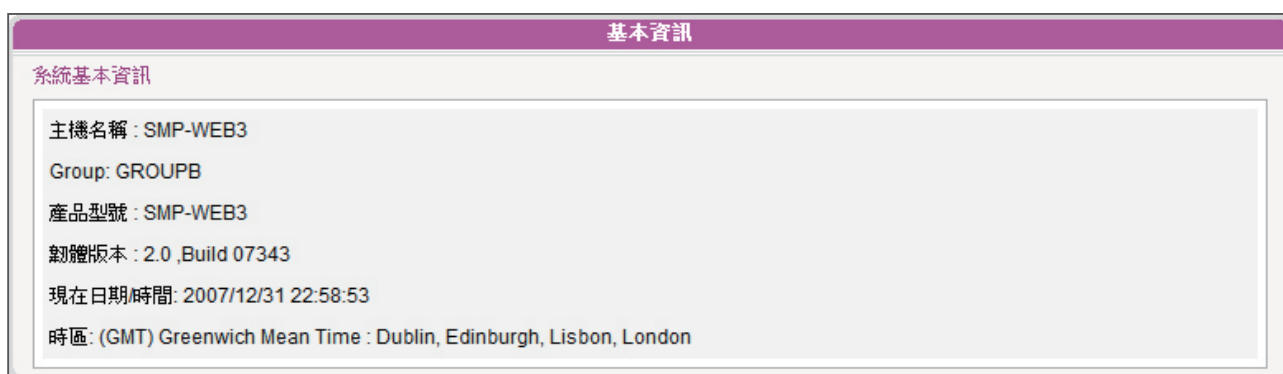 基本資訊
系統基本資訊
主機名稱 : SMP-WEB3
Group: GROUPB
產品型號 : SMP-WEB3
韌體版本 : 2.0 ,Build 07343
現在日期/時間: 2007/12/31 22:58:53
時區: (GMT) Greenwich Mean Time : Dublin, Edinburgh, Lisbon, London